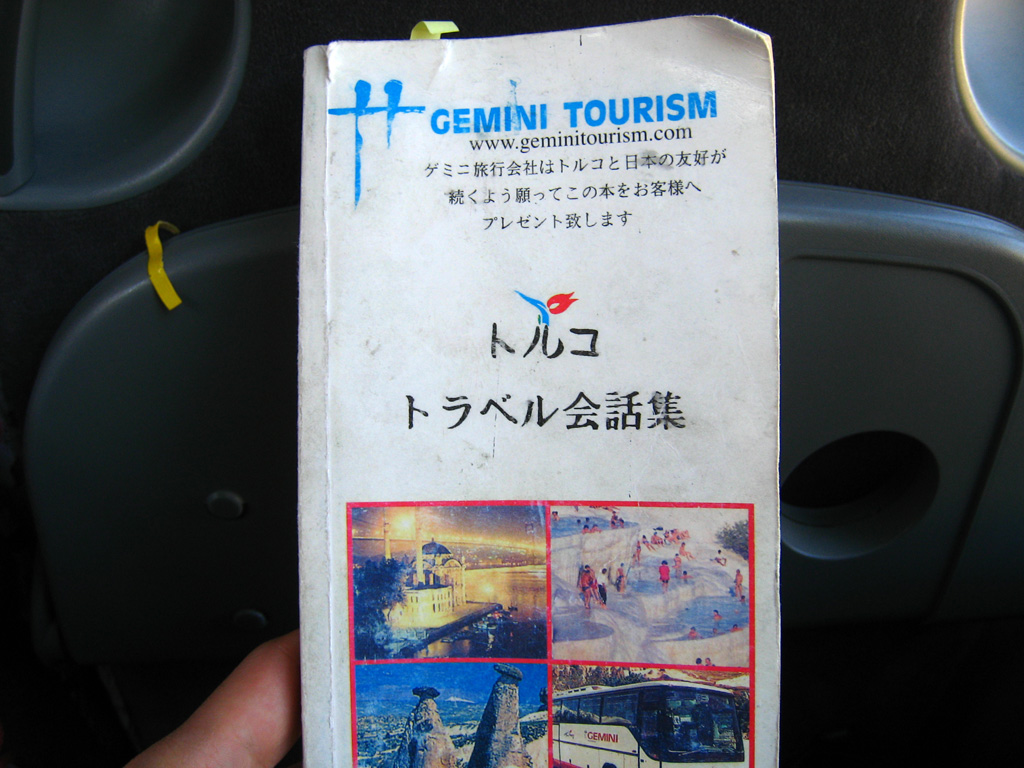 GEMINI TOURISM
www.geminitourism.com
ゲミニ旅行会社はトルコと日本の友好が
続くよう願ってこの本をお客様へ
プレゼント致します
トルコ
トラベル会話集
GEMINI